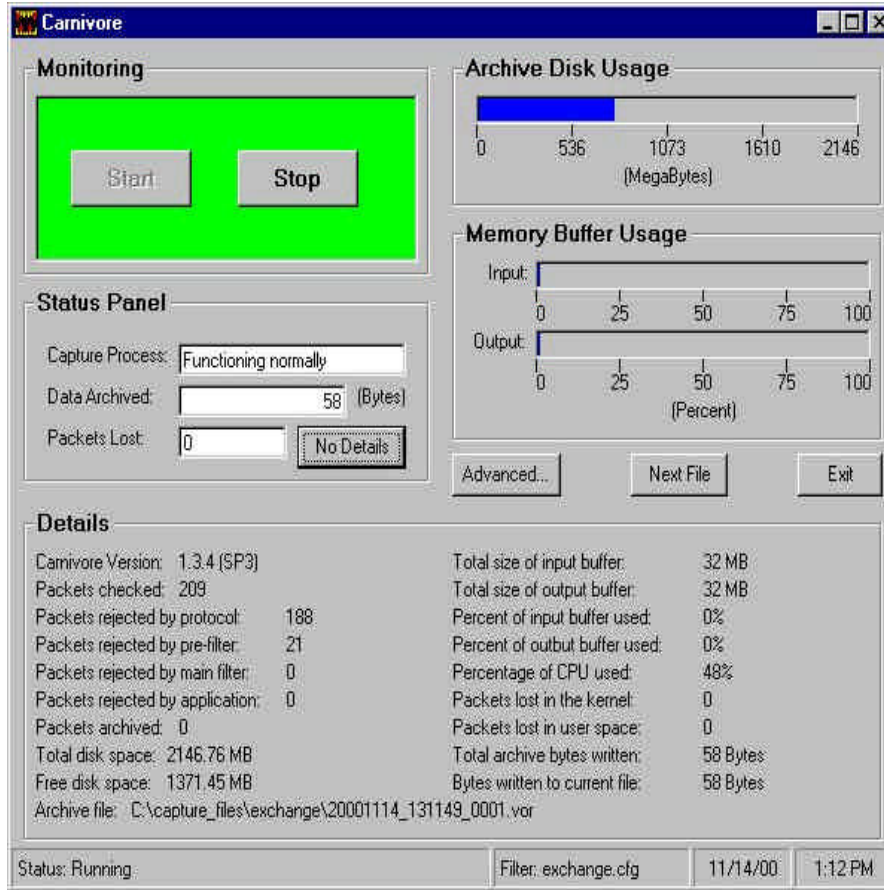 Carnivore
Monitoring
Start
Stop
Archive Disk Usage
0 536 1073 1610 2146
(MegaBytes)
Memory Buffer Usage
Input:
0 25 50 75 100
Output:
0 25 50 75 100
(Percent)
Status Panel
Capture Process: Functioning normally
Data Archived: 58 (Bytes)
Packets Lost: 0 No Details
Advanced... Next File Exit
Details
Carnivore Version: 1.3.4 (SP3)
Packets checked: 209
Packets rejected by protocol: 188
Packets rejected by pre-filter: 21
Packets rejected by main filter: 0
Packets rejected by application: 0
Packets archived: 0
Total disk space: 2146.76 MB
Free disk space: 1371.45 MB
Archive file: C:\capture_files\exchange\20001114_131149_0001.vor
Total size of input buffer: 32 MB
Total size of output buffer: 32 MB
Percent of input buffer used: 0%
Percent of outbut buffer used: 0%
Percentage of CPU used: 48%
Packets lost in the kernel: 0
Packets lost in user space: 0
Total archive bytes written: 58 Bytes
Bytes written to current file: 58 Bytes
Status: Running Filter: exchange.cfg 11/14/00 1:12 PM